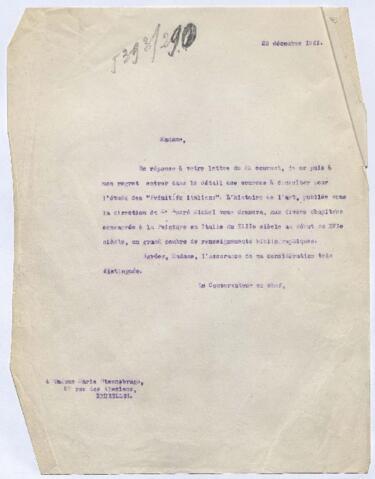 5393/290
décembre
Madame,
En réponse à votre lettre du courant, je ne puis à
mon regret entrer dans le détail des sources à consulter pour
l'étude des "Primitifs Italiens". L'histoire de l'art, publiée sous
la direction de Mr André Michel vous donnera, aux divers chapitres
consacrés à la Peinture en Italie du XIIIe siècle au début du XVIe
siècle, un grand nombre de renseignements bibliographiques.
Agréez, Madame, l'assurance de ma considération très
distinguée.
Le Conservateur en chef,
à Madame Marie
rue des
BRUXELLES.